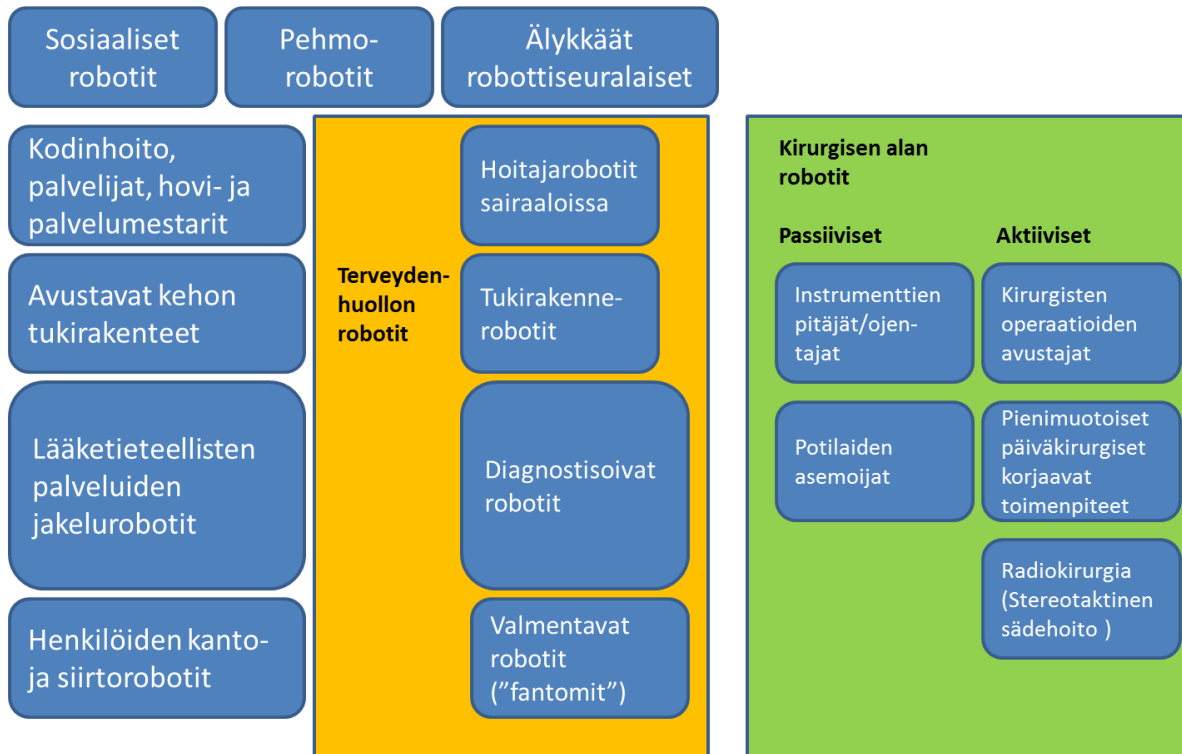 Sosiaaliset
robotit
Pehmo-
robotit
Älykkäät
robottiseuralaiset
Kodinhoito,
palvelijat, hovi- ja
palvelumestarit
Avustavat kehon
tukirakenteet
Lääketieteellisten
palveluiden
jakelurobotit
Henkilöiden kanto-
ja siirtorobotit
Terveyden-
huollon
robotit
Hoitajarobotit
sairaaloissa
Tukirakenne-
robotit
Diagnostisoivat
robotit
Valmentavat
robotit
("fantomit”)
Kirurgisen alan
robotit
Passiiviset
Instrumenttien
pitäjät/ojen-
tajat
Potilaiden
asemoijat
Aktiiviset
Kirurgisten
operaatioiden
avustajat
Pienimuotoiset
päiväkirurgiset
korjaavat
toimenpiteet
Radiokirurgia
(Stereotaktinen
sädehoito )